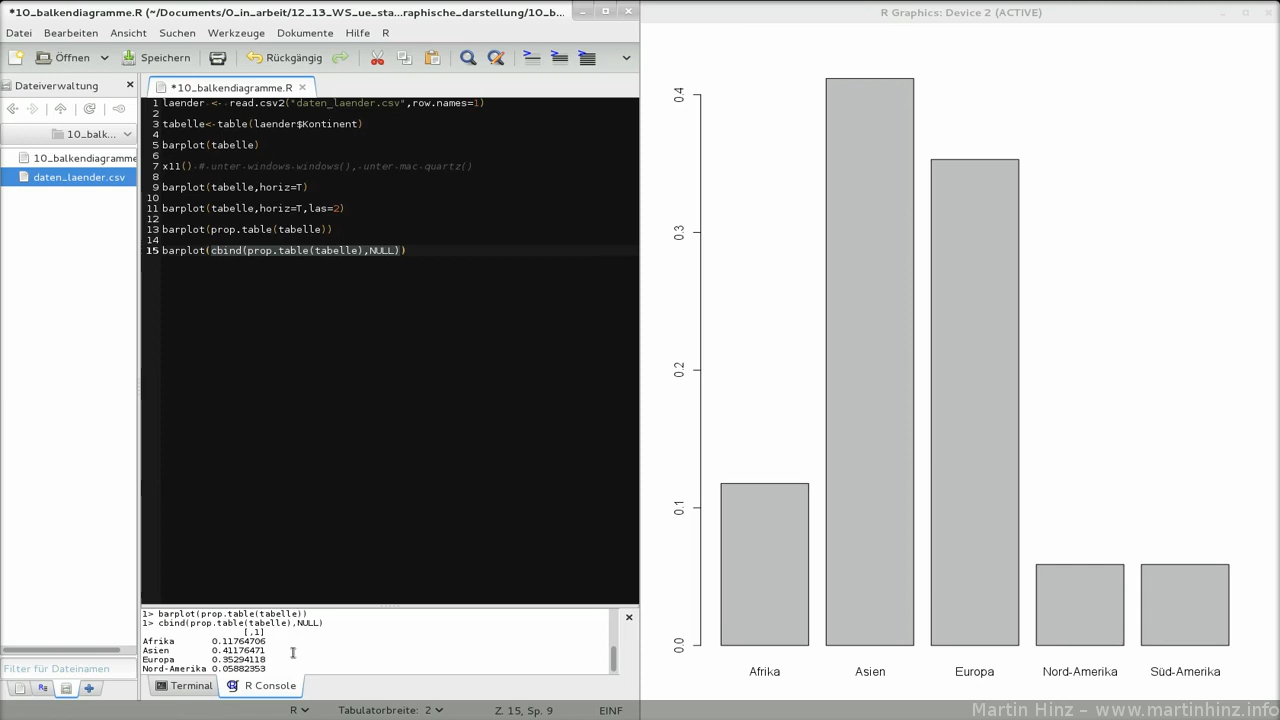 *10_balkendiagramme.R (~/Documents/0_in_arbeit/12_13_WS_ue_sta...raphische_darstellung/10_b...
Datei Bearbeiten Ansicht Suchen Werkzeuge Dokumente Hilfe R
Öffnen Speichern Rückgängig
Dateiverwaltung
10_balk...
10_balkendiagramme
daten_laender.csv
Filter für Dateinamen
*10_balkendiagramme.R
1 laender <- read.csv2("daten_laender.csv",row.names=1)
2
3 tabelle<-table(laender$Kontinent)
4
5 barplot(tabelle)
6
7 x11() # unter windows windows(), unter mac quartz()
8
9 barplot(tabelle,horiz=T)
10
11 barplot(tabelle,horiz=T,las=2)
12
13 barplot(prop.table(tabelle))
14
15 barplot(cbind(prop.table(tabelle),NULL))
1> barplot(prop.table(tabelle))
1> cbind(prop.table(tabelle),NULL)
[,1]
Afrika 0.11764706
Asien 0.41176471
Europa 0.35294118
Nord-Amerika 0.05882353
Terminal R Console
R Tabulatorbreite: 2 Z. 15, Sp. 9 EINF
R Graphics: Device 2 (ACTIVE)
0.4
0.3
0.2
0.1
0.0
Afrika Asien Europa Nord-Amerika Süd-Amerika
Martin Hinz - www.martinhinz.info